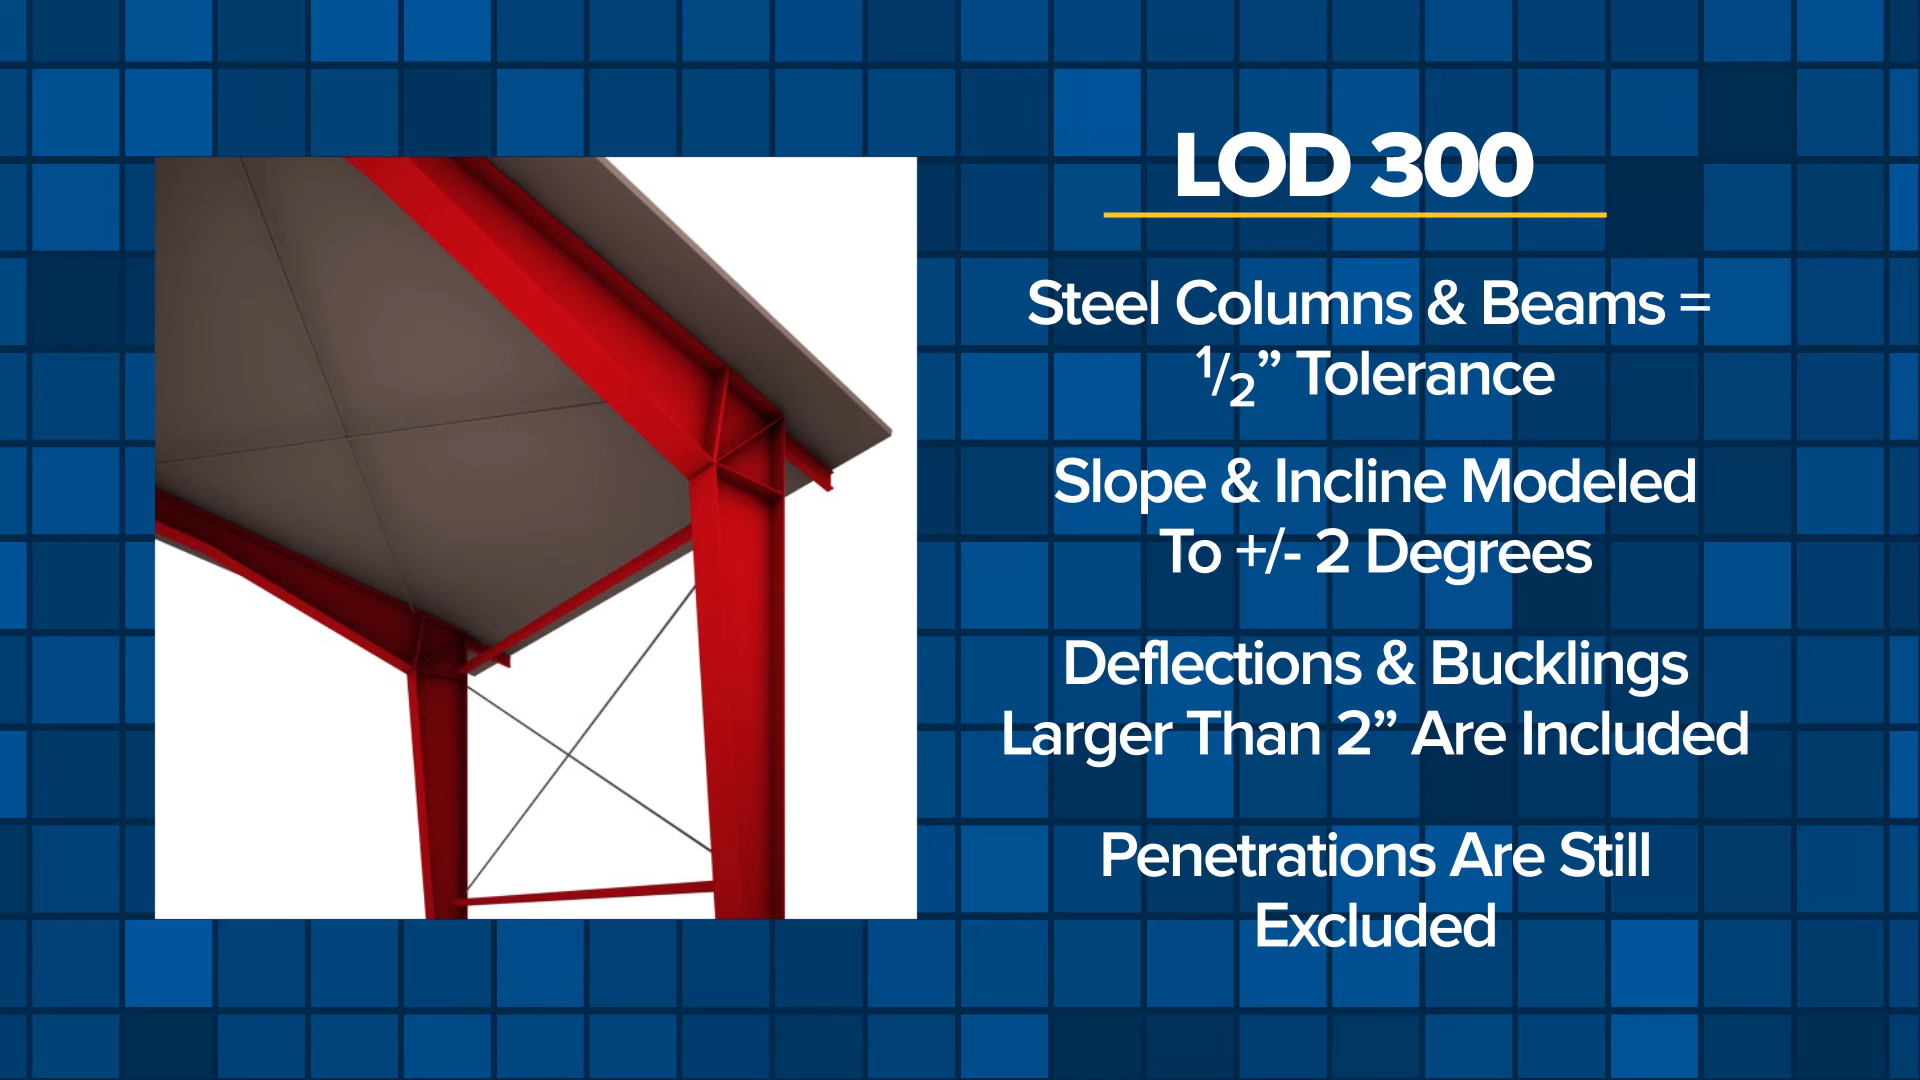 LOD 300
Steel Columns & Beams =
½” Tolerance
Slope & Incline Modeled
To +/- 2 Degrees
Deflections & Bucklings
Larger Than 2” Are Included
Penetrations Are Still
Excluded